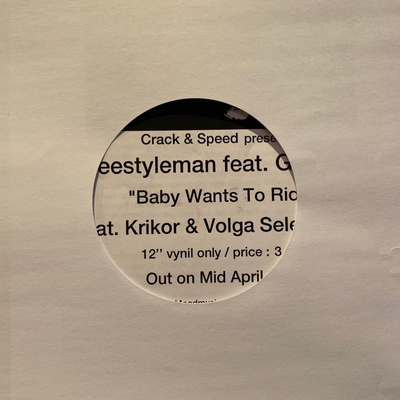 Crack & Speed prese
eestyleman feat. G
"Baby Wants To Rid
at. Krikor & Volga Sele
12'' vynil only / price : 3
Out on Mid April